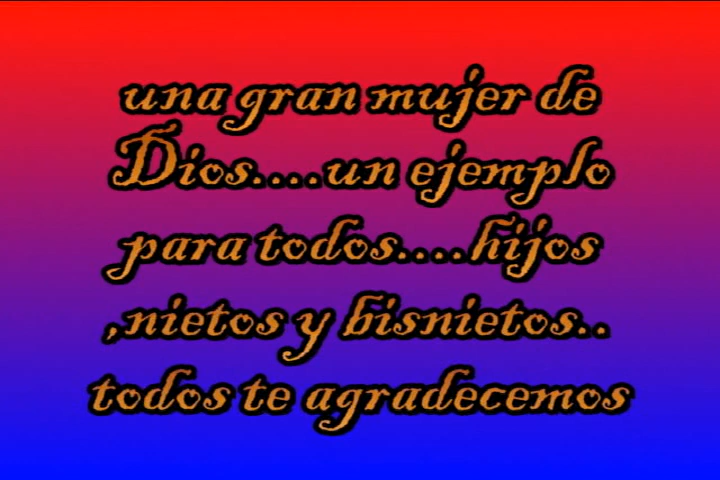 una gran mujer de
Dios....un ejemplo
para todos....hijos
,nietos y bisnietos..
todos te agradecemos